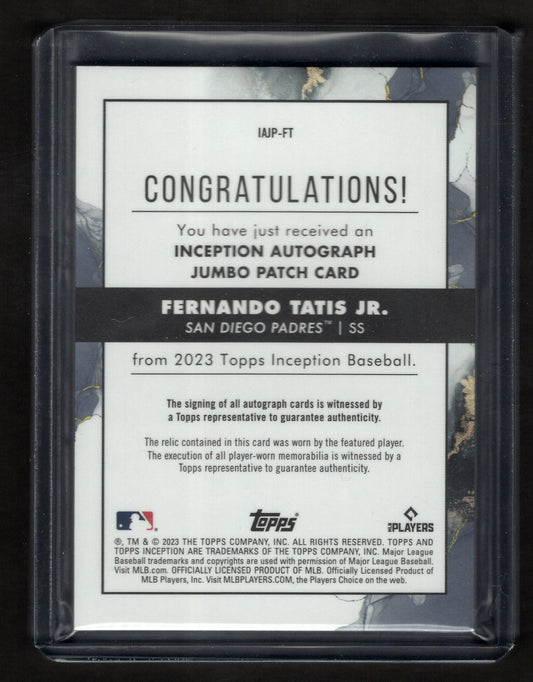 IAJP-FT
CONGRATULATIONS!
You have just received an
INCEPTION AUTOGRAPH
JUMBO PATCH CARD
FERNANDO TATIS JR.
SAN DIEGO PADRES™ | SS
from 2023 Topps Inception Baseball.
The signing of all autograph cards is witnessed by
a Topps representative to guarantee authenticity.
The relic contained in this card was worn by the featured player.
The execution of all player-worn memorabilia is witnessed by a
Topps representative to guarantee authenticity.
topps
MLB PLAYERS
®, TM & © 2023 THE TOPPS COMPANY, INC. ALL RIGHTS RESERVED. TOPPS AND
TOPPS INCEPTION ARE TRADEMARKS OF THE TOPPS COMPANY, INC. Major League
Baseball trademarks and copyrights are used with permission of Major League Baseball.
Visit MLB.com. OFFICIALLY LICENSED PRODUCT OF MLB. Officially Licensed Product of
MLB Players, Inc. Visit MLBPLAYERS.COM, the Players Choice on the web.